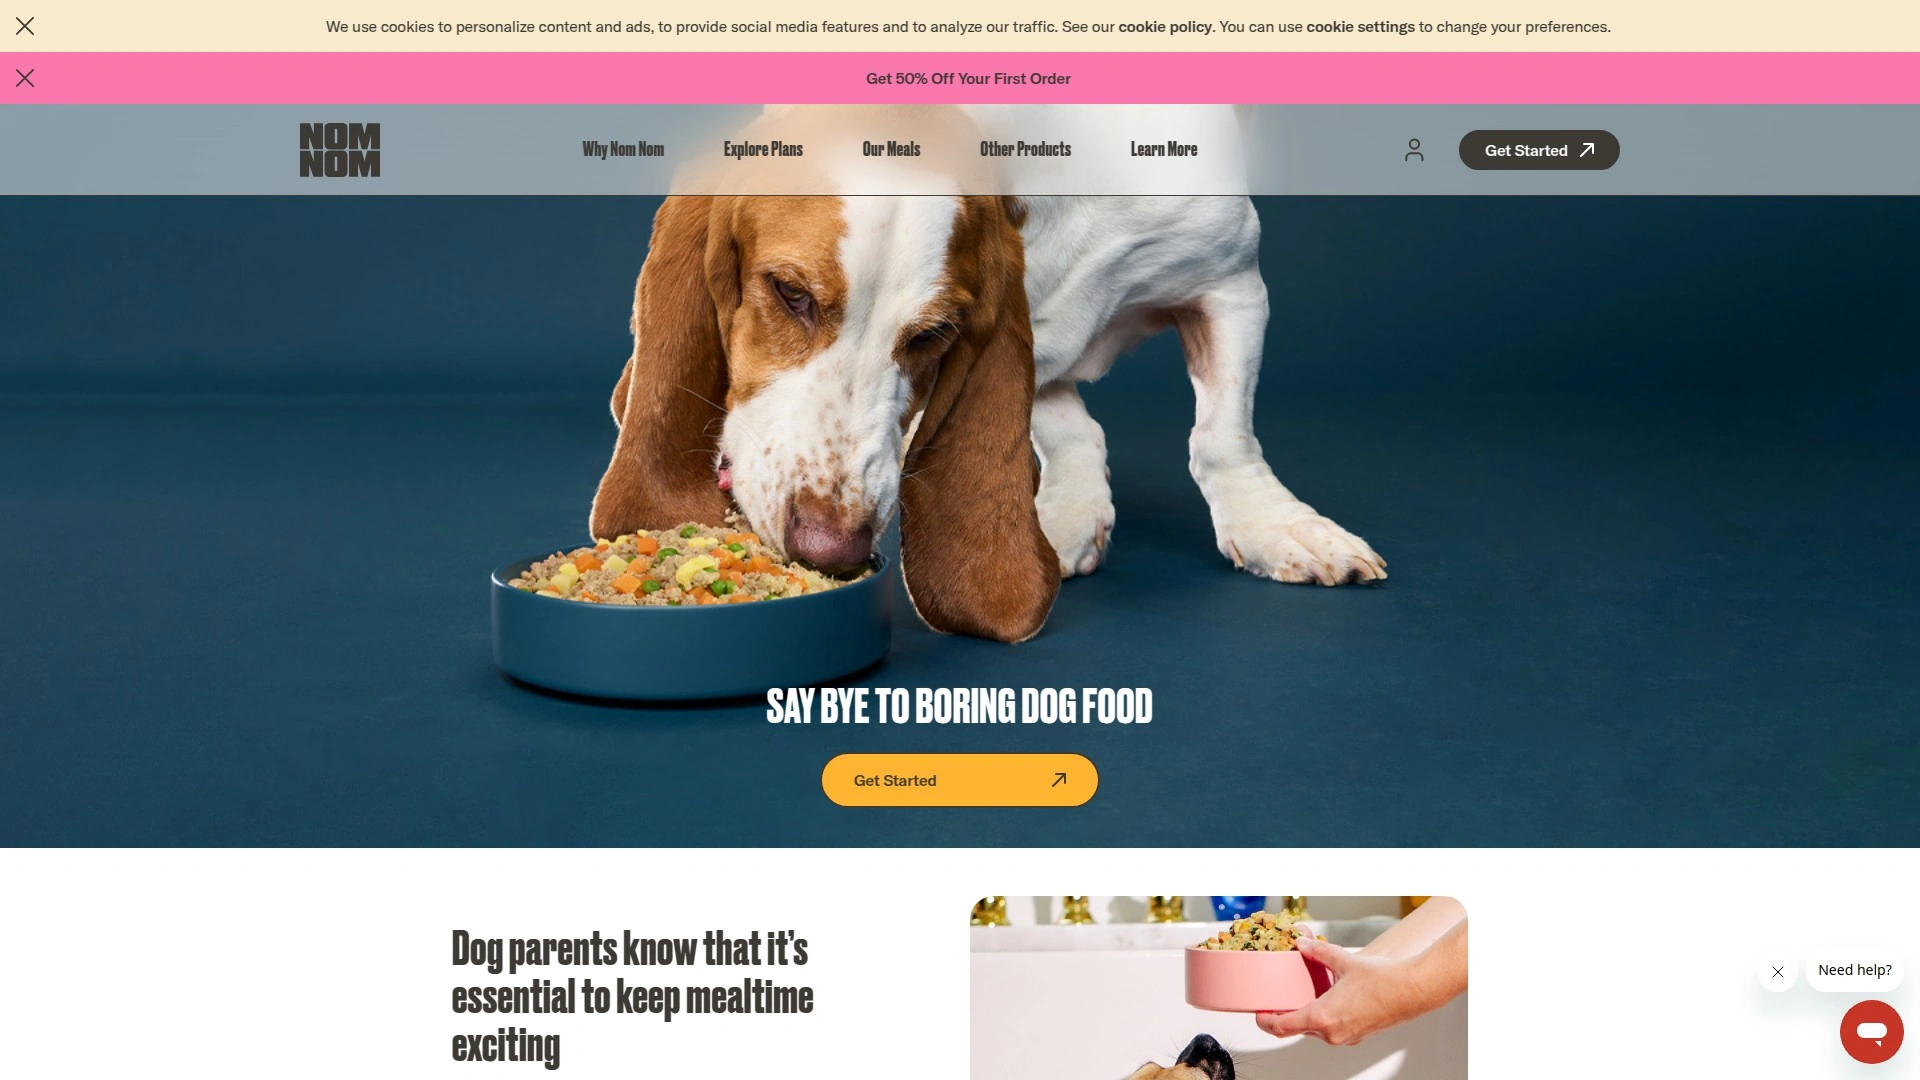 We use cookies to personalize content and ads, to provide social media features and to analyze our traffic. See our cookie policy. You can use cookie settings to change your preferences.
Get 50% Off Your First Order
NOM
NOM
Why Nom Nom
Explore Plans
Our Meals
Other Products
Learn More
Get Started
SAY BYE TO BORING DOG FOOD
Get Started
Dog parents know that it’s
essential to keep mealtime
exciting
Need help?